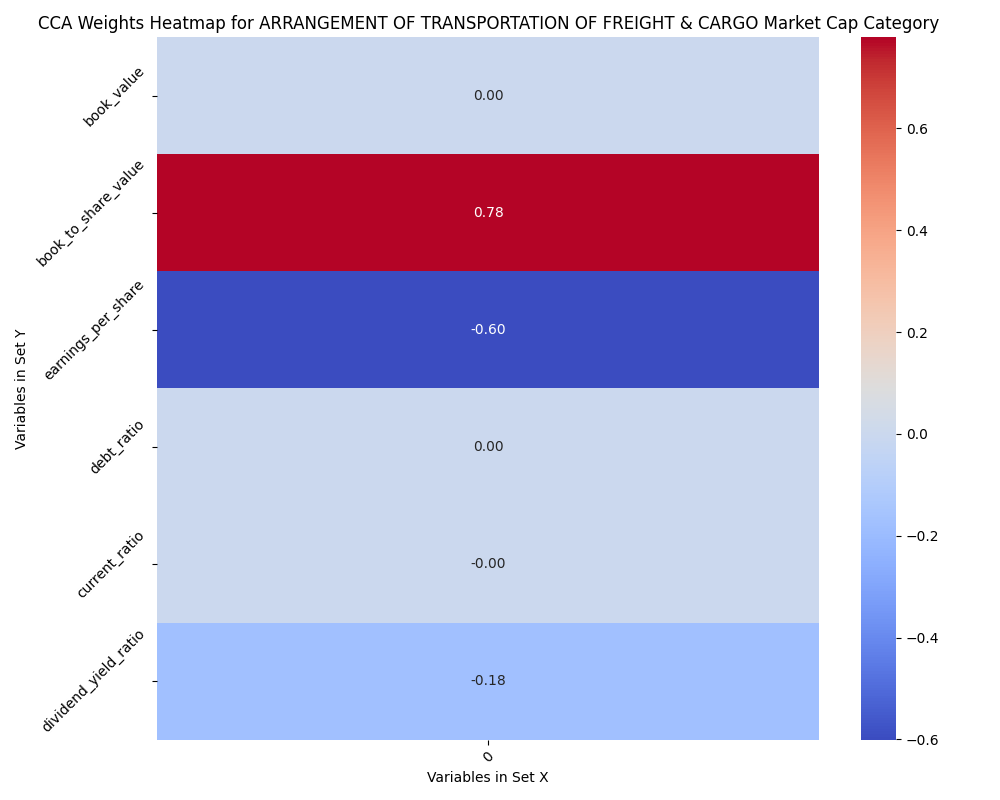 CCA Weights Heatmap for ARRANGEMENT OF TRANSPORTATION OF FREIGHT & CARGO Market Cap Category
Variables in Set Y
book_value
0.00
book_to_share_value
0.78
earnings_per_share
-0.60
debt_ratio
0.00
current_ratio
-0.00
dividend_yield_ratio
-0.18
0
Variables in Set X
0.6
0.4
0.2
0.0
−0.2
−0.4
−0.6